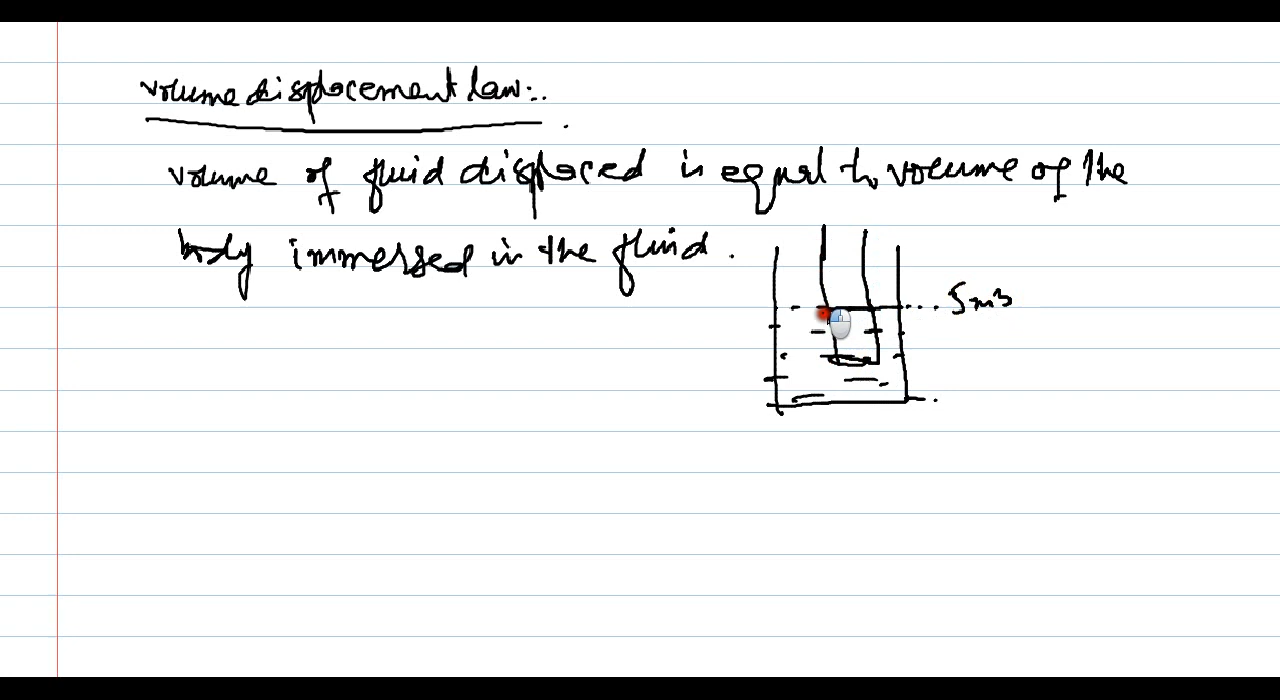 volume displacement law:.
volume of fluid displaced is equal to volume of the
body immersed in the fluid.
... 5m3